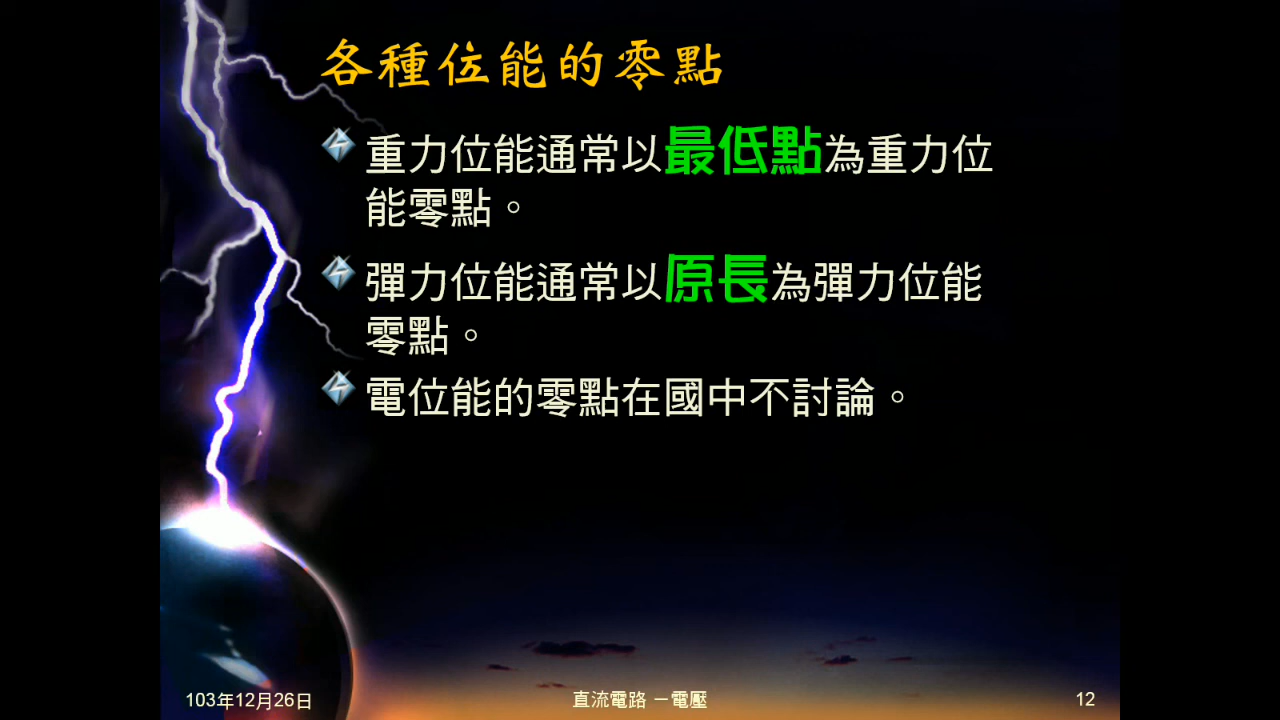 各種位能的零點
重力位能通常以最低點為重力位
能零點。
彈力位能通常以原長為彈力位能
零點。
電位能的零點在國中不討論。
103年12月26日
直流電路 －電壓
12